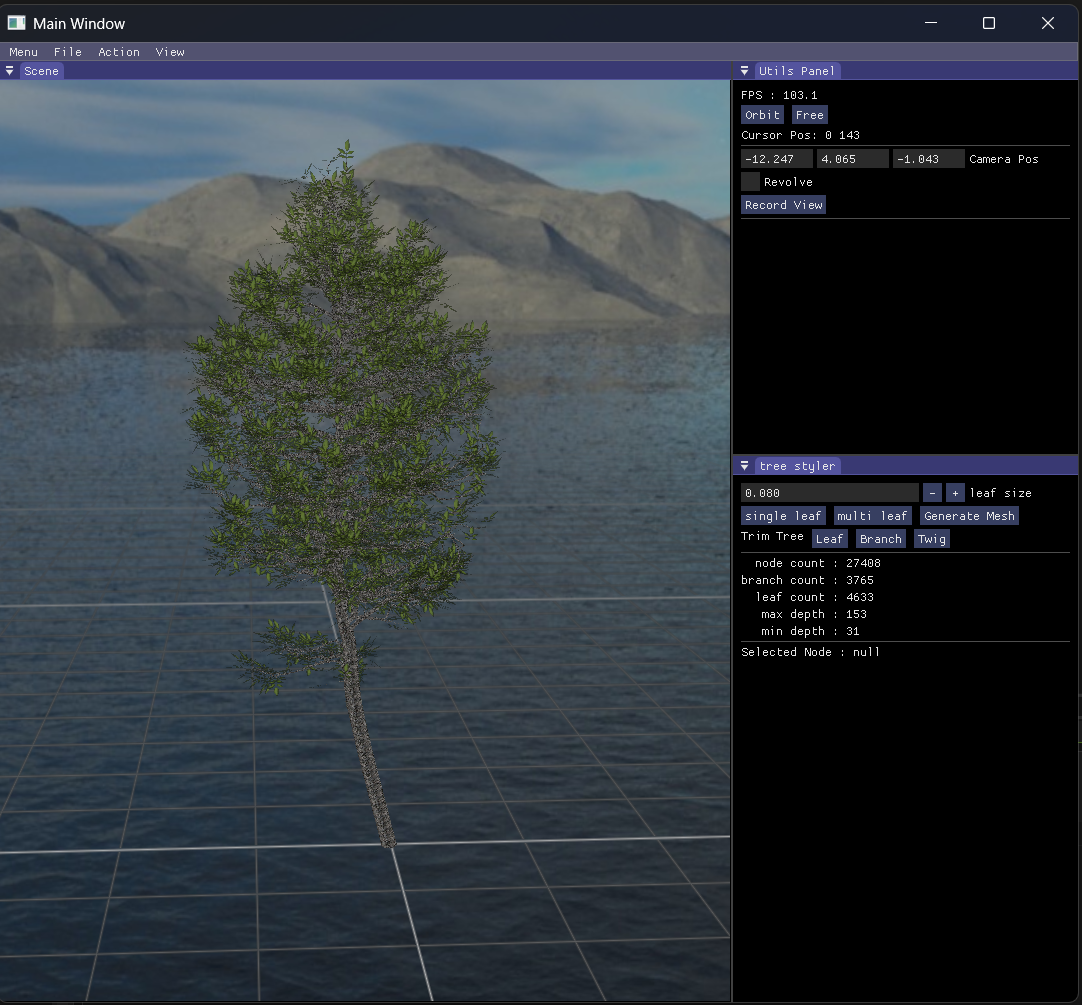 Main Window
Menu File Action View
Scene
Utils Panel
FPS : 103.1
Orbit Free
Cursor Pos: 0 143
-12.247 4.065 -1.043 Camera Pos
Revolve
Record View
tree styler
0.080 - + leaf size
single leaf multi leaf Generate Mesh
Trim Tree Leaf Branch Twig
node count : 27408
branch count : 3765
leaf count : 4633
max depth : 153
min depth : 31
Selected Node : null